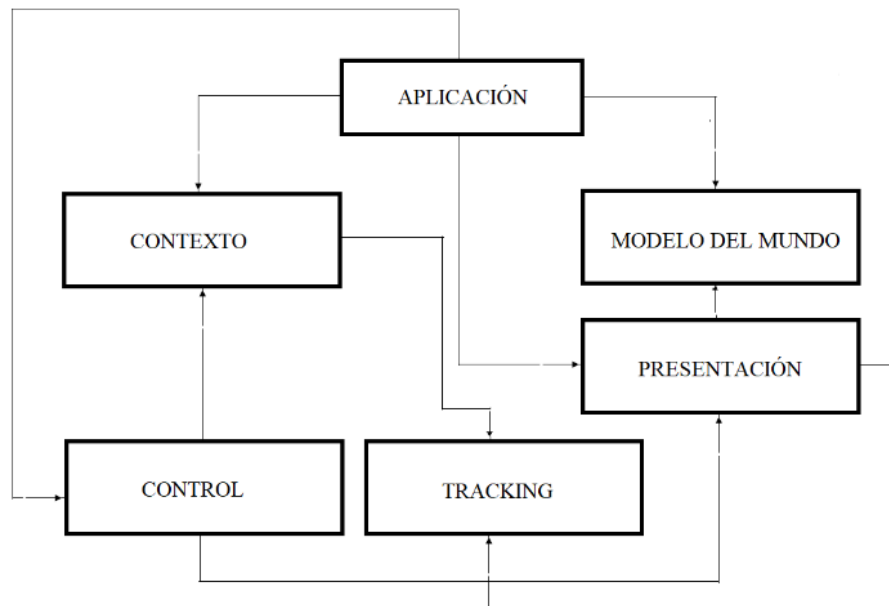 APLICACIÓN
CONTEXTO
MODELO DEL MUNDO
PRESENTACIÓN
CONTROL
TRACKING